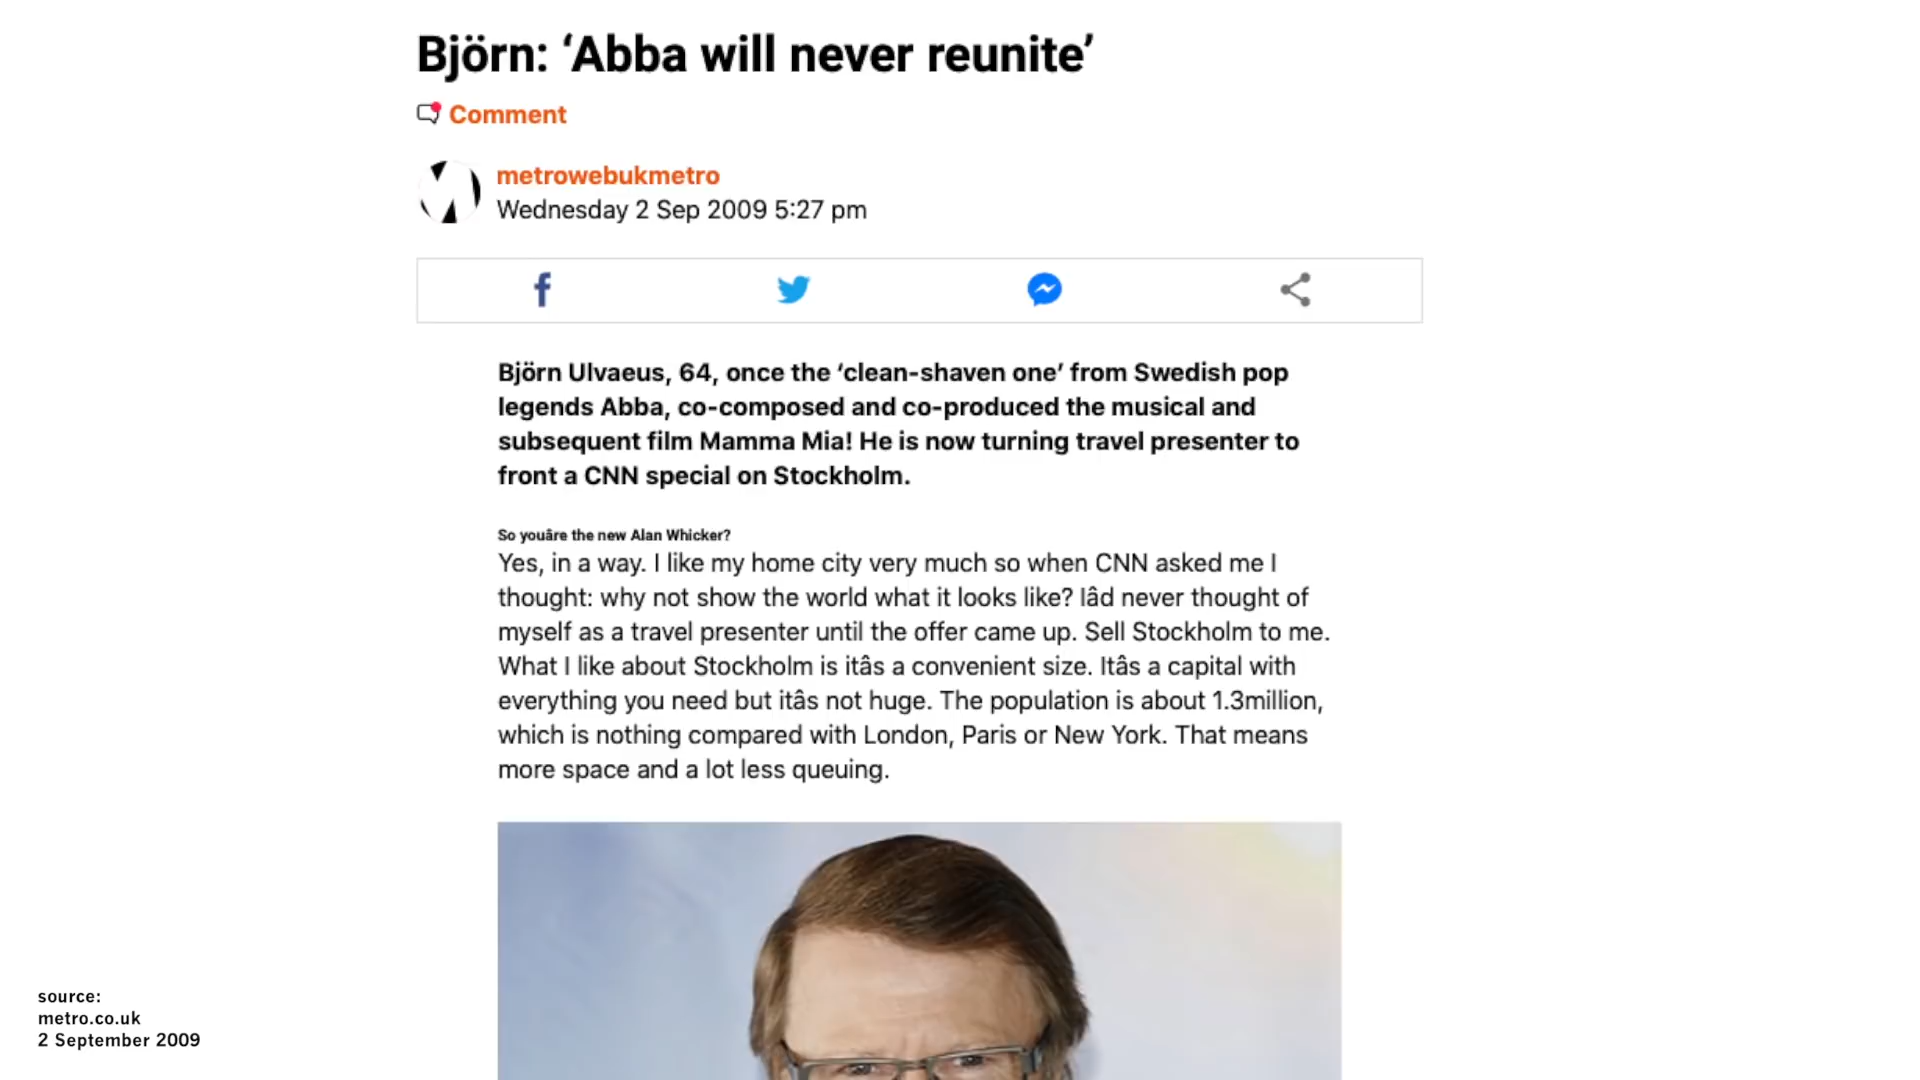 Björn: ‘Abba will never reunite’
Comment
metrowebukmetro
Wednesday 2 Sep 2009 5:27 pm
Björn Ulvaeus, 64, once the ‘clean-shaven one’ from Swedish pop
legends Abba, co-composed and co-produced the musical and
subsequent film Mamma Mia! He is now turning travel presenter to
front a CNN special on Stockholm.
So youâre the new Alan Whicker?
Yes, in a way. I like my home city very much so when CNN asked me I
thought: why not show the world what it looks like? Iâd never thought of
myself as a travel presenter until the offer came up. Sell Stockholm to me.
What I like about Stockholm is itâs a convenient size. Itâs a capital with
everything you need but itâs not huge. The population is about 1.3million,
which is nothing compared with London, Paris or New York. That means
more space and a lot less queuing.
source:
metro.co.uk
2 September 2009